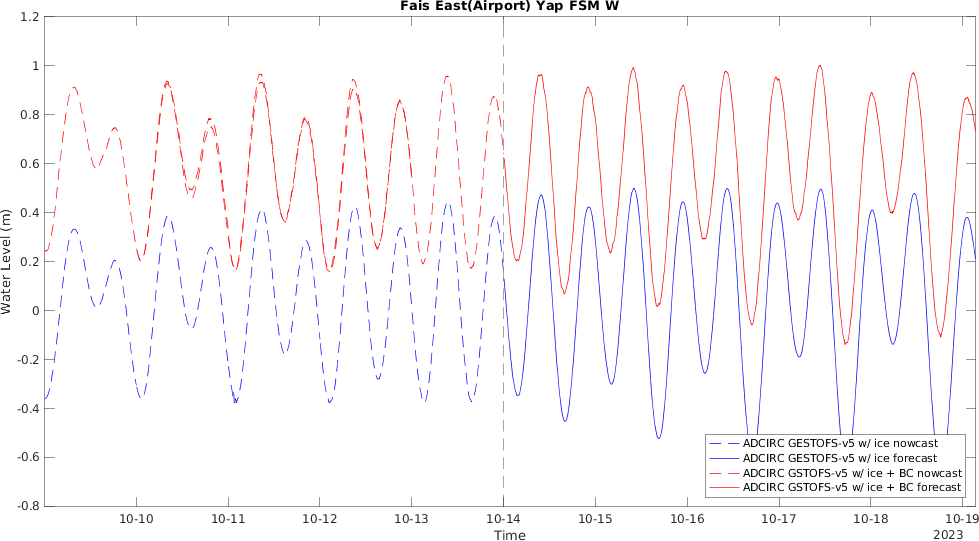 Fais East(Airport) Yap FSM W
1.2
1
0.8
0.6
0.4
0.2
0
-0.2
-0.4
-0.6
-0.8
Water Level (m)
10-10 10-11 10-12 10-13 10-14 10-15 10-16 10-17 10-18 10-19
Time
2023
ADCIRC GESTOFS-v5 w/ ice nowcast
ADCIRC GESTOFS-v5 w/ ice forecast
ADCIRC GSTOFS-v5 w/ ice + BC nowcast
ADCIRC GSTOFS-v5 w/ ice + BC forecast